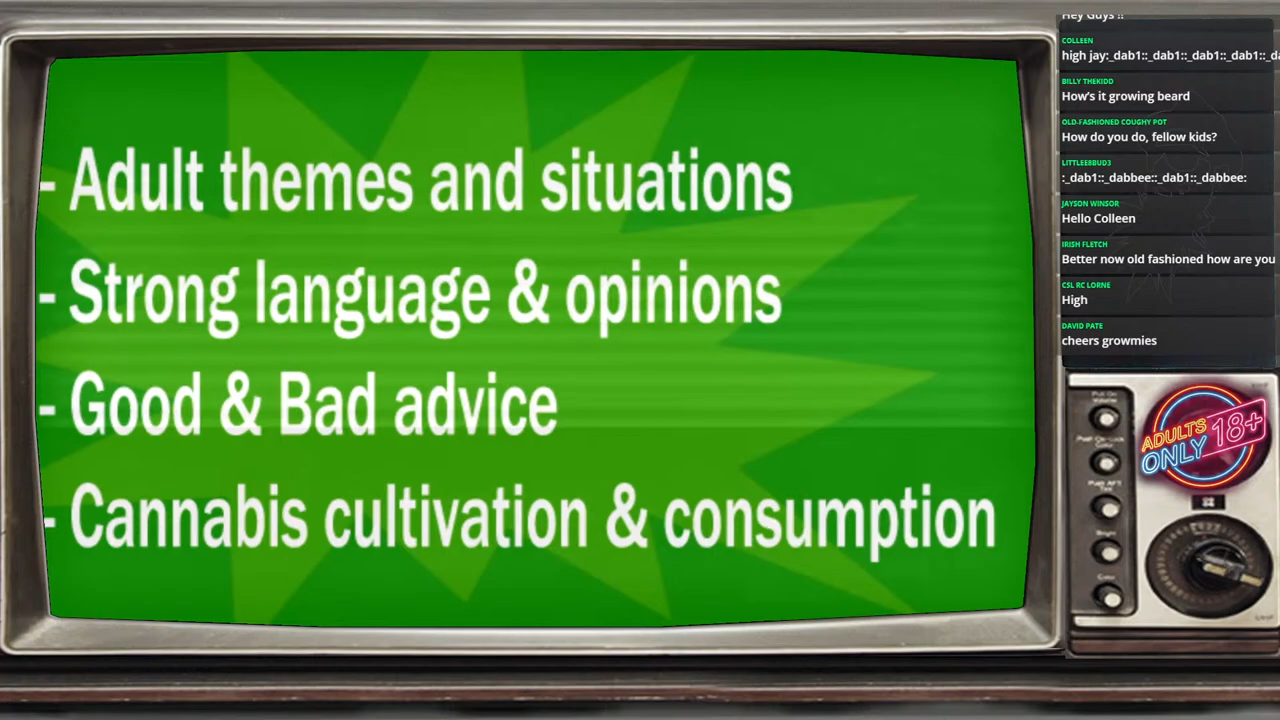 - Adult themes and situations
- Strong language & opinions
- Good & Bad advice
- Cannabis cultivation & consumption
Hey Guys !!
COLLEEN
high jay:_dab1::_dab1::_dab1::_dab1::_da
BILLY THEKIDD
How's it growing beard
OLD-FASHIONED COUGHY POT
How do you do, fellow kids?
LITTLEE8BUD3
:_dab1::_dabbee::_dab1::_dabbee:
JAYSON WINSOR
Hello Colleen
IRISH FLETCH
Better now old fashioned how are you
CSL RC LORNE
High
DAVID PATE
cheers growmies
ADULTS
ONLY
18+